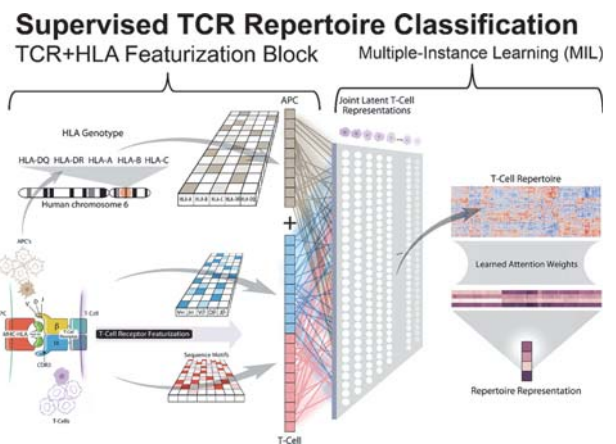 Supervised TCR Repertoire Classification
TCR+HLA Featurization Block
Multiple-Instance Learning (MIL)
APC
Joint Latent T-Cell
Representations
HLA Genotype
HLA-DQ HLA-DR HLA-A HLA-B HLA-C
Human chromosome 6
T-Cell Repertoire
APC's
+
Learned Attention Weights
T-Cell
MHC-HLA
β
α
CDR3
T-Cell Receptor Featurization
Sequence Motifs
T-Cells
Repertoire Representation
T-Cell